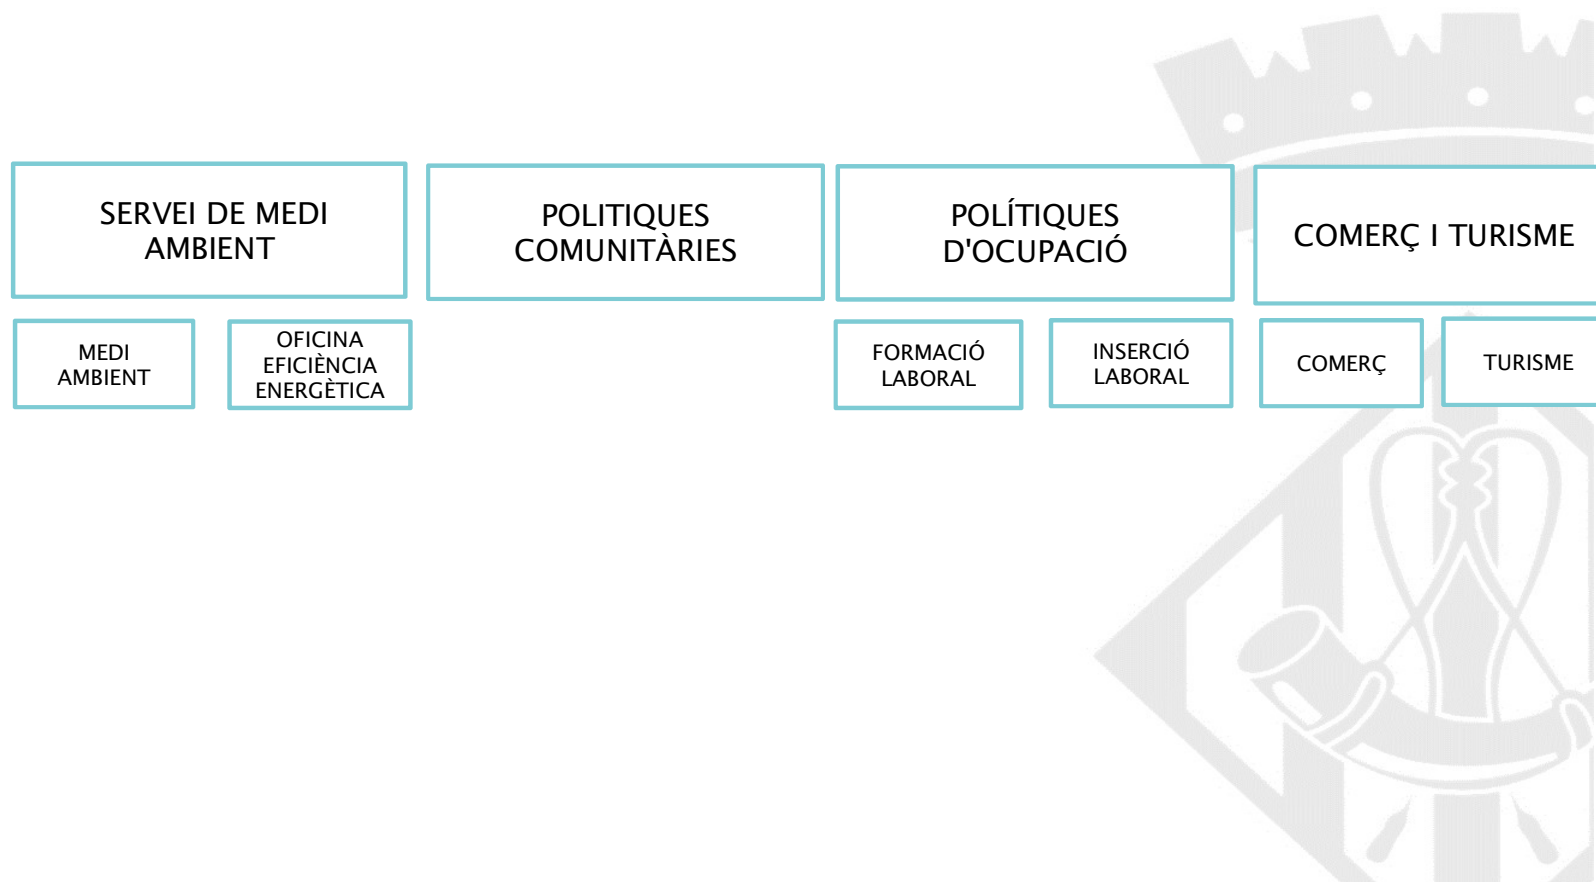 SERVEI DE MEDI
AMBIENT
POLITIQUES
COMUNITÀRIES
POLÍTIQUES
D'OCUPACIÓ
COMERÇ I TURISME
MEDI
AMBIENT
OFICINA
EFICIÈNCIA
ENERGÈTICA
FORMACIÓ
LABORAL
INSERCIÓ
LABORAL
COMERÇ
TURISME